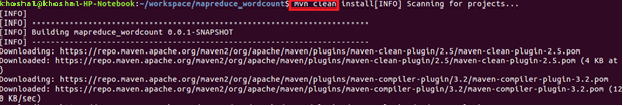 khoshal@khoshal-HP-Notebook:~/workspace/mapreduce_wordcount$ mvn clean install[INFO] Scanning for projects...
[INFO]
[INFO] ------------------------------------------------------------------------
[INFO] Building mapreduce_wordcount 0.0.1-SNAPSHOT
[INFO] ------------------------------------------------------------------------
Downloading: https://repo.maven.apache.org/maven2/org/apache/maven/plugins/maven-clean-plugin/2.5/maven-clean-plugin-2.5.pom
Downloaded: https://repo.maven.apache.org/maven2/org/apache/maven/plugins/maven-clean-plugin/2.5/maven-clean-plugin-2.5.pom (4 KB at
)
Downloading: https://repo.maven.apache.org/maven2/org/apache/maven/plugins/maven-compiler-plugin/3.2/maven-compiler-plugin-3.2.pom
Downloaded: https://repo.maven.apache.org/maven2/org/apache/maven/plugins/maven-compiler-plugin/3.2/maven-compiler-plugin-3.2.pom (12
0 KB/sec)